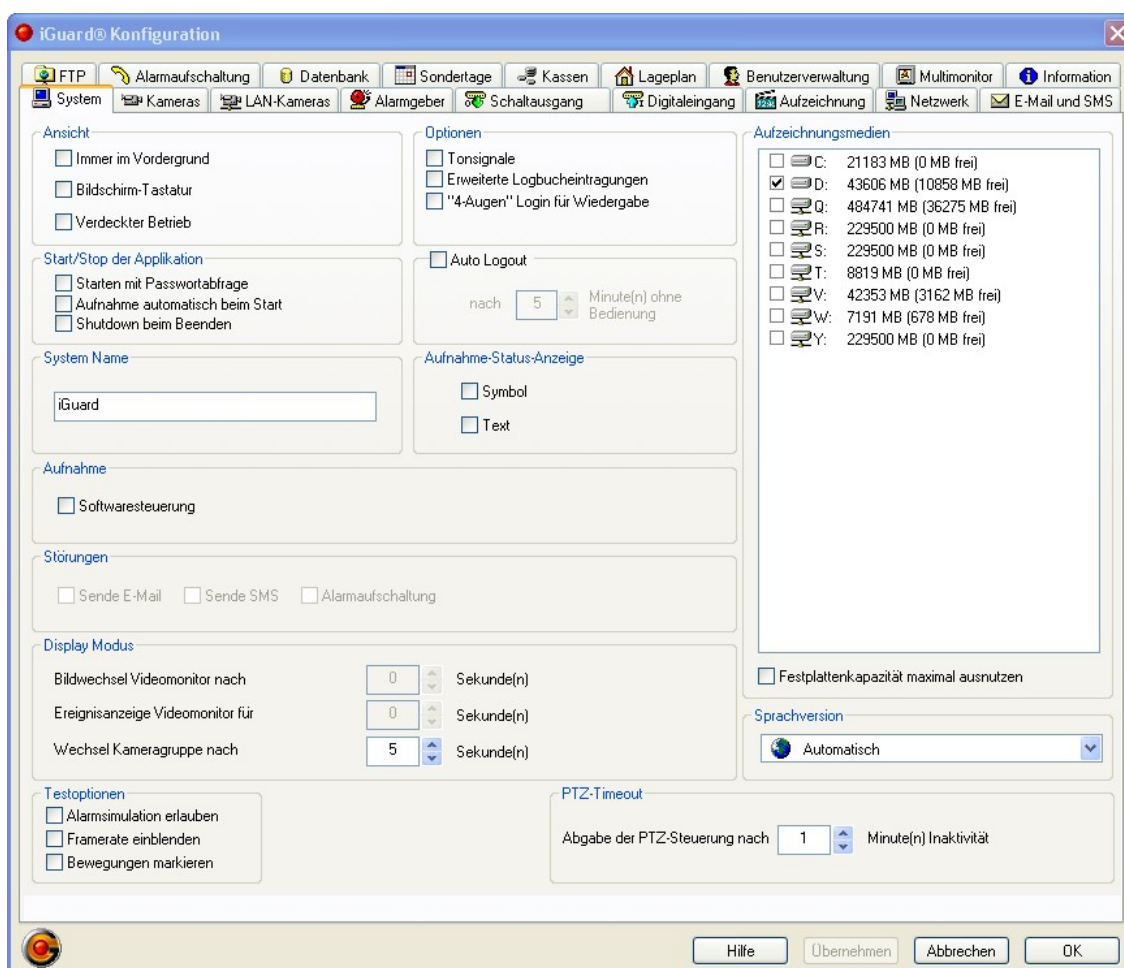 iGuard® Konfiguration
FTP
Alarmaufschaltung
Datenbank
Sondertage
Kassen
Lageplan
Benutzerverwaltung
Multimonitor
Information
System
Kameras
LAN-Kameras
Alarmgeber
Schaltausgang
Digitaleingang
Aufzeichnung
Netzwerk
E-Mail und SMS
Ansicht
Immer im Vordergrund
Bildschirm-Tastatur
Verdeckter Betrieb
Optionen
Tonsignale
Erweiterte Logbucheintragungen
"4-Augen" Login für Wiedergabe
Start/Stop der Applikation
Starten mit Passwortabfrage
Aufnahme automatisch beim Start
Shutdown beim Beenden
Auto Logout
nach 5 Minute(n) ohne
Bedienung
System Name
iGuard
Aufnahme-Status-Anzeige
Symbol
Text
Aufnahme
Softwaresteuerung
Störungen
Sende E-Mail
Sende SMS
Alarmaufschaltung
Display Modus
Bildwechsel Videomonitor nach 0 Sekunde(n)
Ereignisanzeige Videomonitor für 0 Sekunde(n)
Wechsel Kameragruppe nach 5 Sekunde(n)
Aufzeichnungsmedien
C: 21183 MB (0 MB frei)
D: 43606 MB (10858 MB frei)
Q: 484741 MB (36275 MB frei)
R: 229500 MB (0 MB frei)
S: 229500 MB (0 MB frei)
T: 8819 MB (0 MB frei)
V: 42353 MB (3162 MB frei)
W: 7191 MB (678 MB frei)
Y: 229500 MB (0 MB frei)
Festplattenkapazität maximal ausnutzen
Sprachversion
Automatisch
Testoptionen
Alarmsimulation erlauben
Framerate einblenden
Bewegungen markieren
PTZ-Timeout
Abgabe der PTZ-Steuerung nach 1 Minute(n) Inaktivität
Hilfe
Übernehmen
Abbrechen
OK